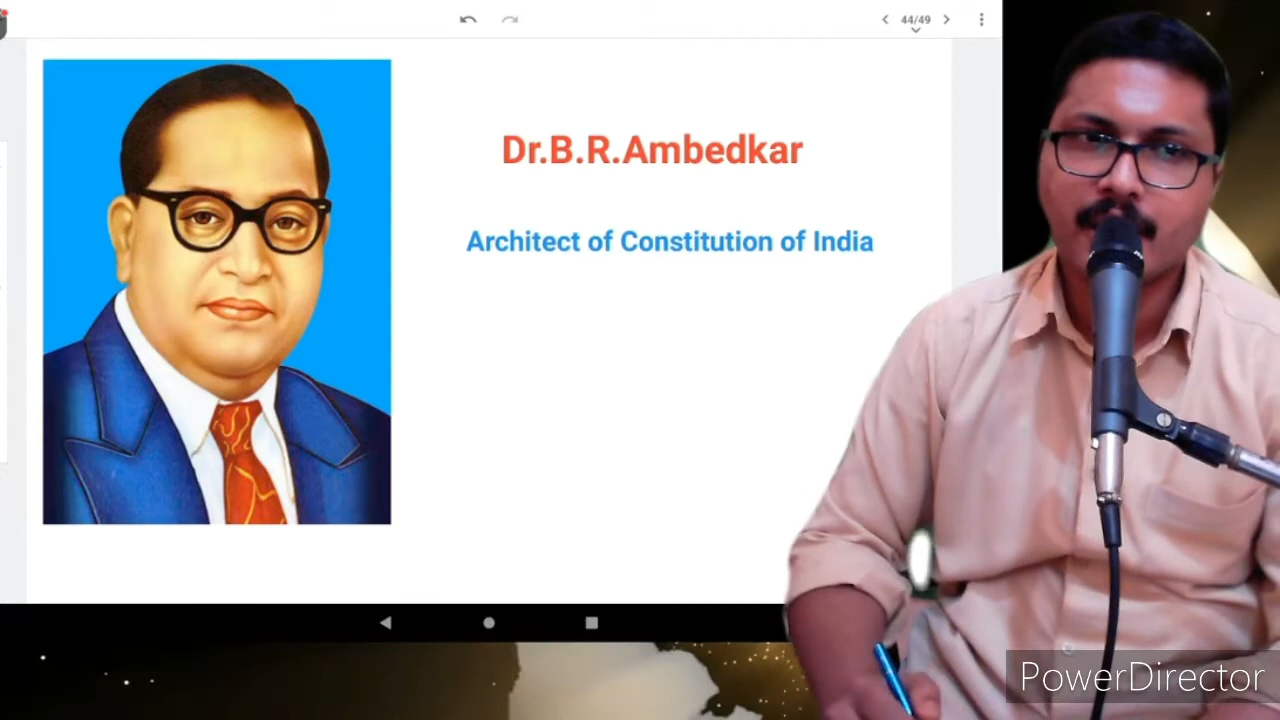 44/49
Dr.B.R.Ambedkar
Architect of Constitution of India
PowerDirector